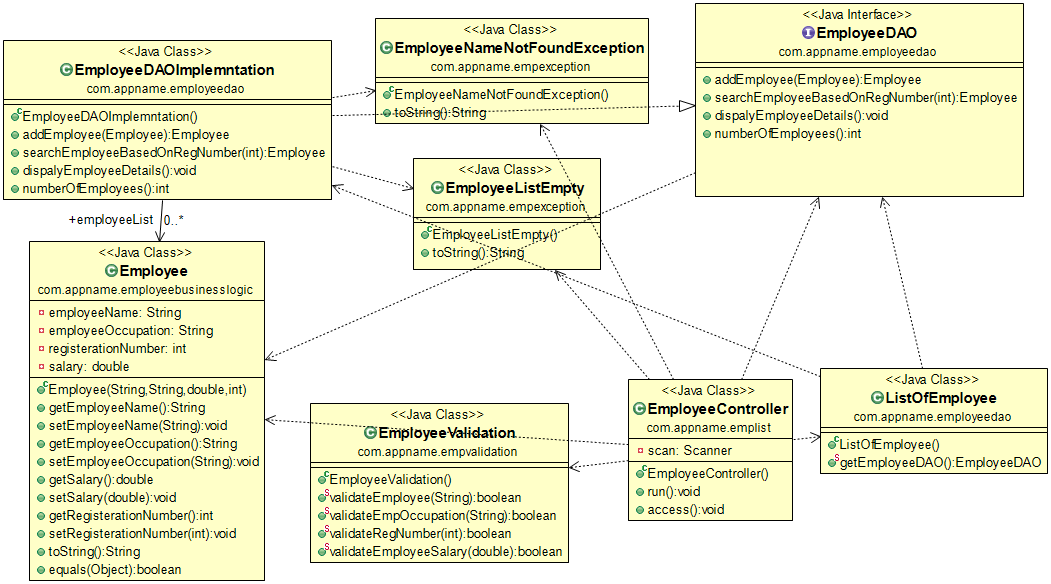 <<Java Class>>
EmployeeDAOImplemntation
com.appname.employeedao
EmployeeDAOImplemntation()
addEmployee(Employee):Employee
searchEmployeeBasedOnRegNumber(int):Employee
dispalyEmployeeDetails():void
numberOfEmployees():int
<<Java Class>>
EmployeeNameNotFoundException
com.appname.empexception
EmployeeNameNotFoundException()
toString():String
<<Java Interface>>
EmployeeDAO
com.appname.employeedao
addEmployee(Employee):Employee
searchEmployeeBasedOnRegNumber(int):Employee
dispalyEmployeeDetails():void
numberOfEmployees():int
<<Java Class>>
EmployeeListEmpty
com.appname.empexception
EmployeeListEmpty()
toString():String
+employeeList 0..*
<<Java Class>>
Employee
com.appname.employeebusinesslogic
employeeName: String
employeeOccupation: String
registerationNumber: int
salary: double
Employee(String,String,double,int)
getEmployeeName():String
setEmployeeName(String):void
getEmployeeOccupation():String
setEmployeeOccupation(String):void
getSalary():double
setSalary(double):void
getRegisterationNumber():int
setRegisterationNumber(int):void
toString():String
equals(Object):boolean
<<Java Class>>
EmployeeValidation
com.appname.empvalidation
EmployeeValidation()
validateEmployee(String):boolean
validateEmpOccupation(String):boolean
validateRegNumber(int):boolean
validateEmployeeSalary(double):boolean
<<Java Class>>
EmployeeController
com.appname.emplist
scan: Scanner
EmployeeController()
run():void
access():void
<<Java Class>>
ListOfEmployee
com.appname.employeedao
ListOfEmployee()
getEmployeeDAO():EmployeeDAO